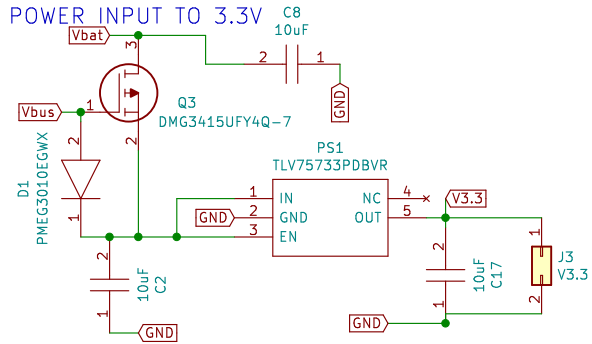 POWER INPUT TO 3.3V
C8
10uF
Vbat
3
2
1
GND
Q3
DMG3415UFY4Q-7
Vbus
1
2
2
D1
PMEG3010EGWX
1
PS1
TLV75733PDBVR
1
IN
NC
4
GND
2
GND
OUT
5
3
EN
V3.3
2
10uF
C2
1
GND
2
10uF
C17
1
1
J3
V3.3
2
GND